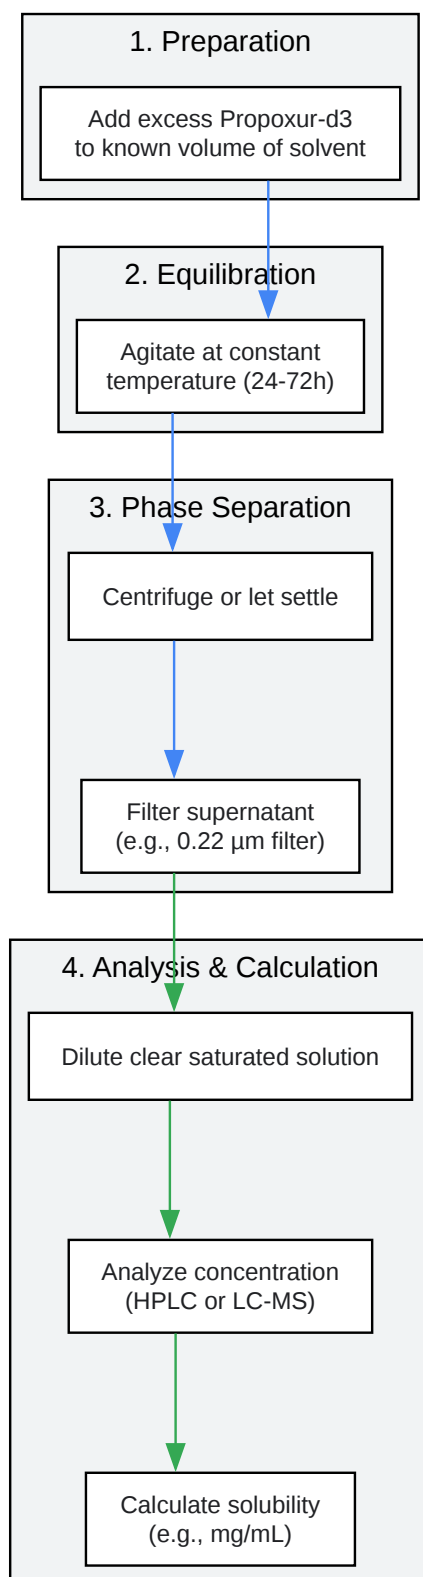 1. Preparation
Add excess Propoxur-d3
to known volume of solvent
2. Equilibration
Agitate at constant
temperature (24-72h)
3. Phase Separation
Centrifuge or let settle
Filter supernatant
(e.g., 0.22 µm filter)
4. Analysis & Calculation
Dilute clear saturated solution
Analyze concentration
(HPLC or LC-MS)
Calculate solubility
(e.g., mg/mL)